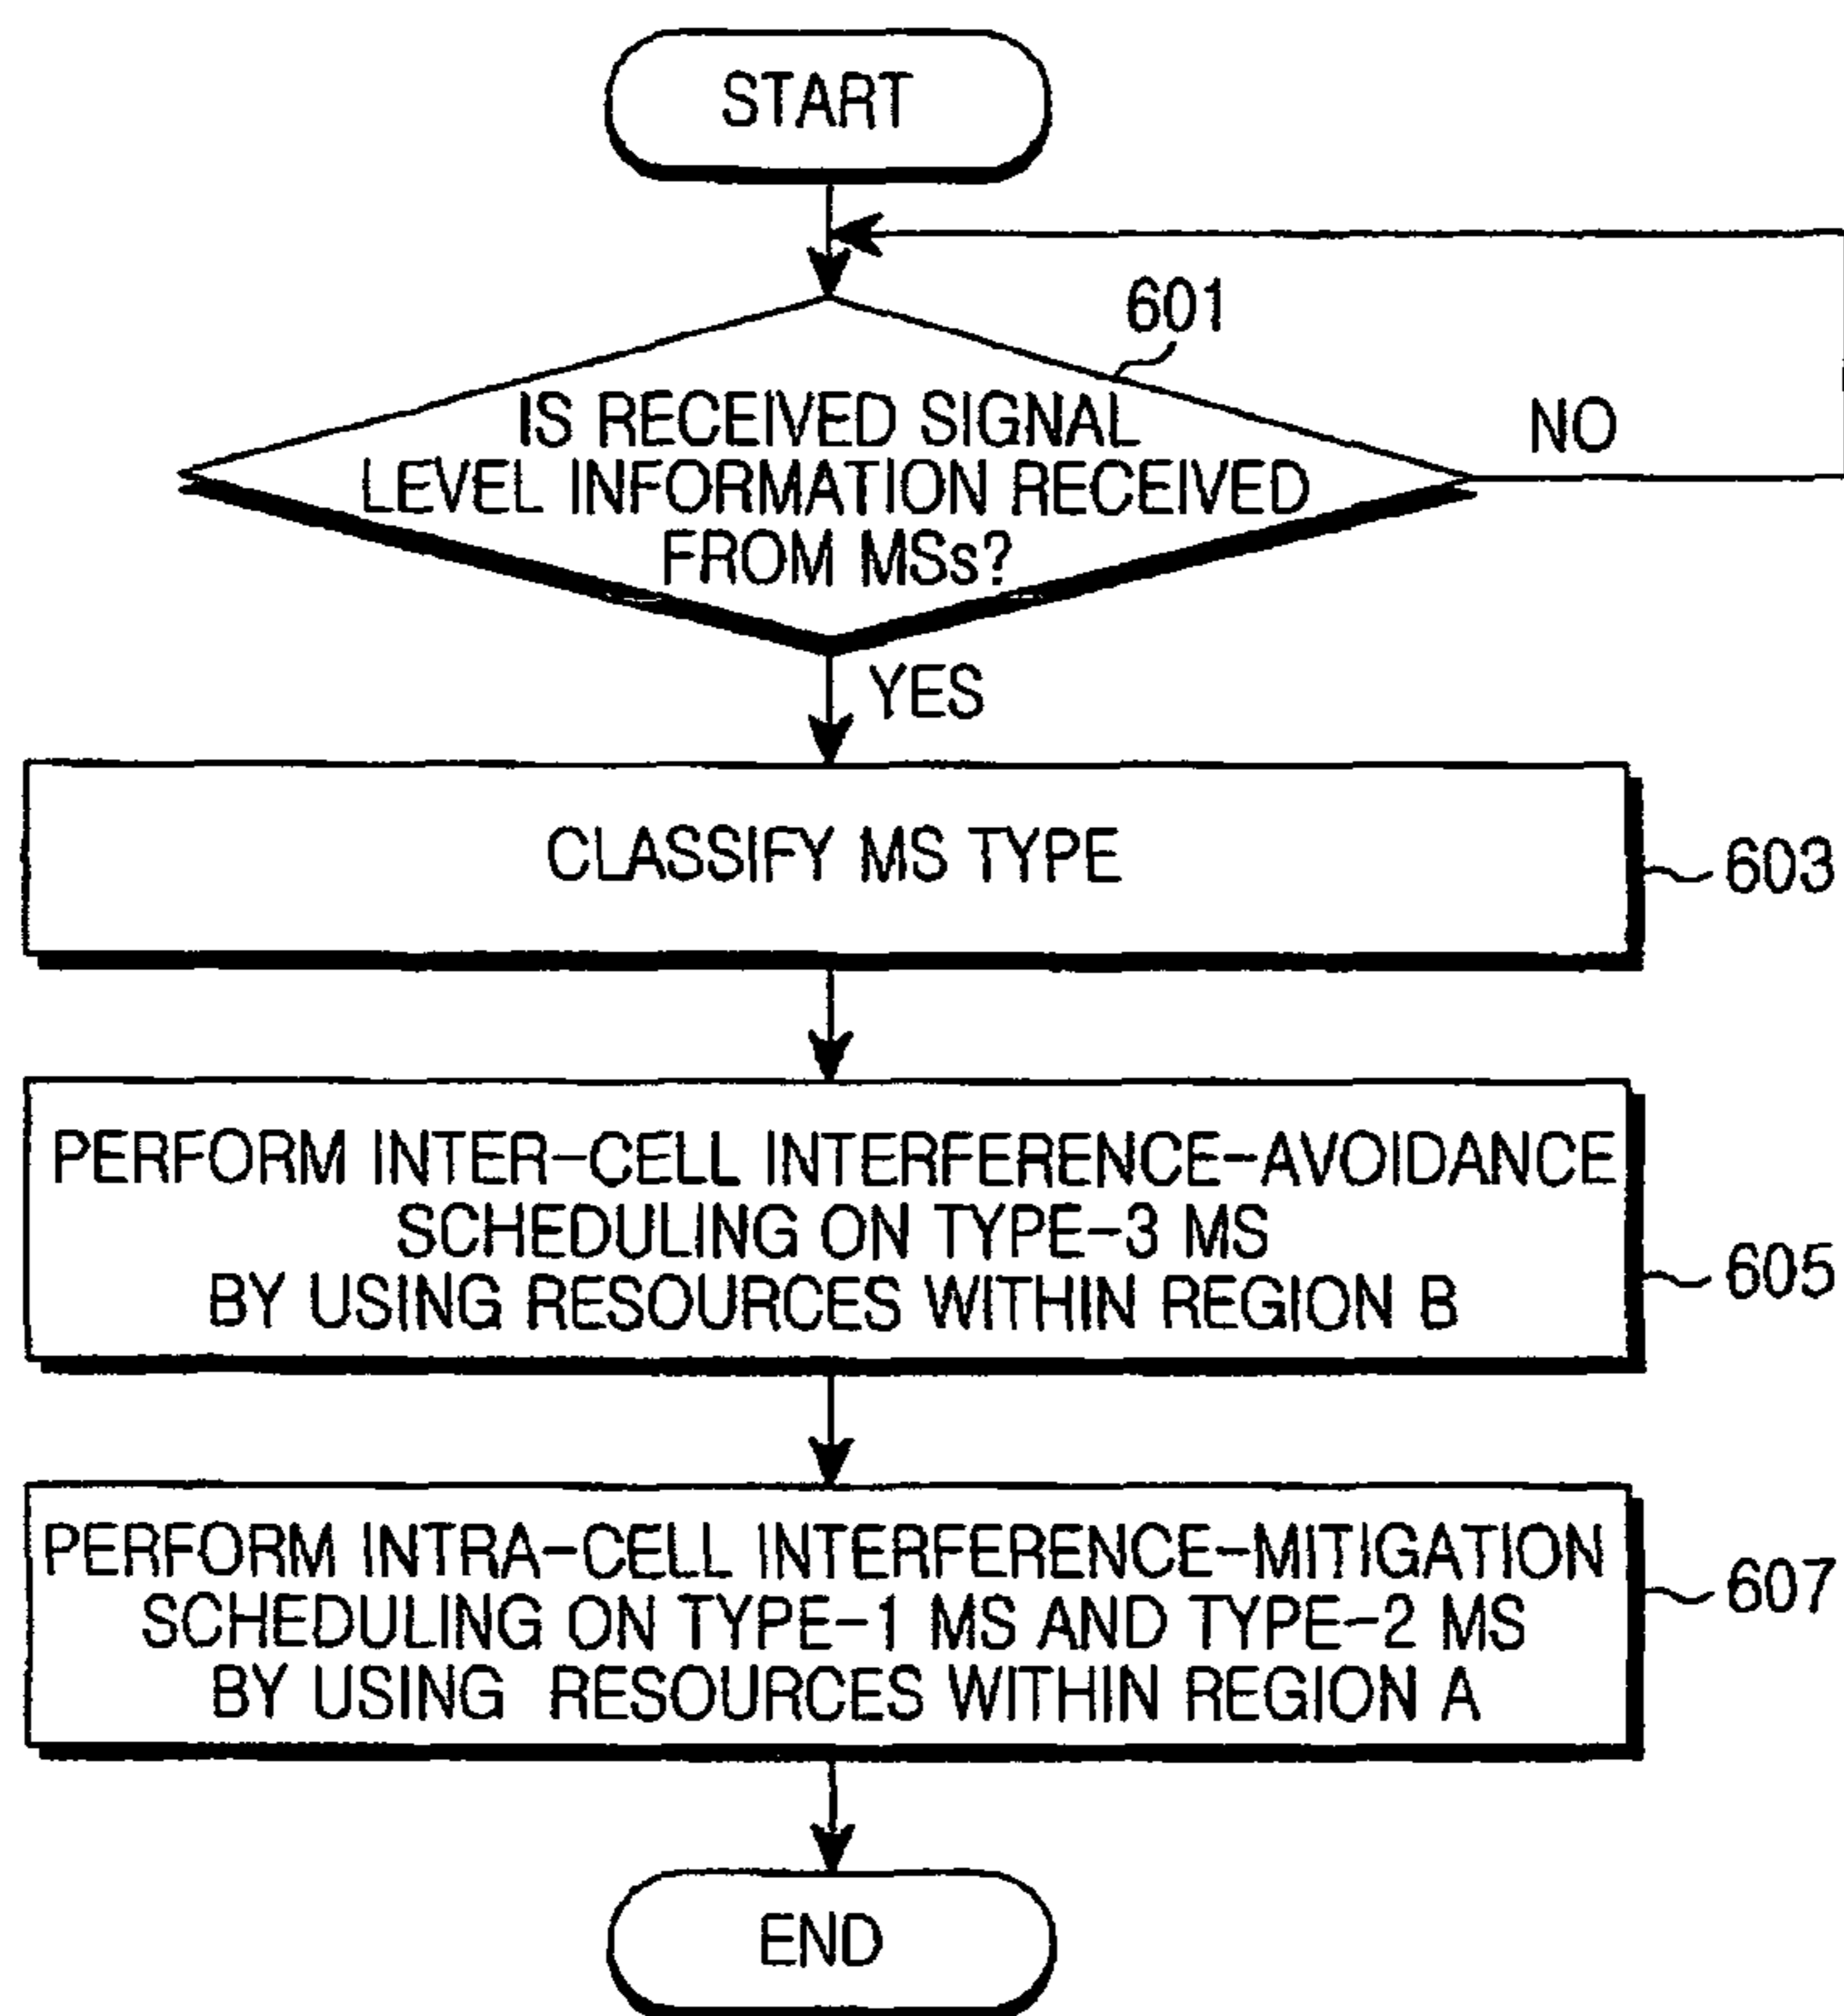 START
601
IS RECEIVED SIGNAL
LEVEL INFORMATION RECEIVED
FROM MSs?
NO
YES
CLASSIFY MS TYPE
603
PERFORM INTER-CELL INTERFERENCE-AVOIDANCE
SCHEDULING ON TYPE-3 MS
BY USING RESOURCES WITHIN REGION B
605
PERFORM INTRA-CELL INTERFERENCE-MITIGATION
SCHEDULING ON TYPE-1 MS AND TYPE-2 MS
BY USING RESOURCES WITHIN REGION A
607
END